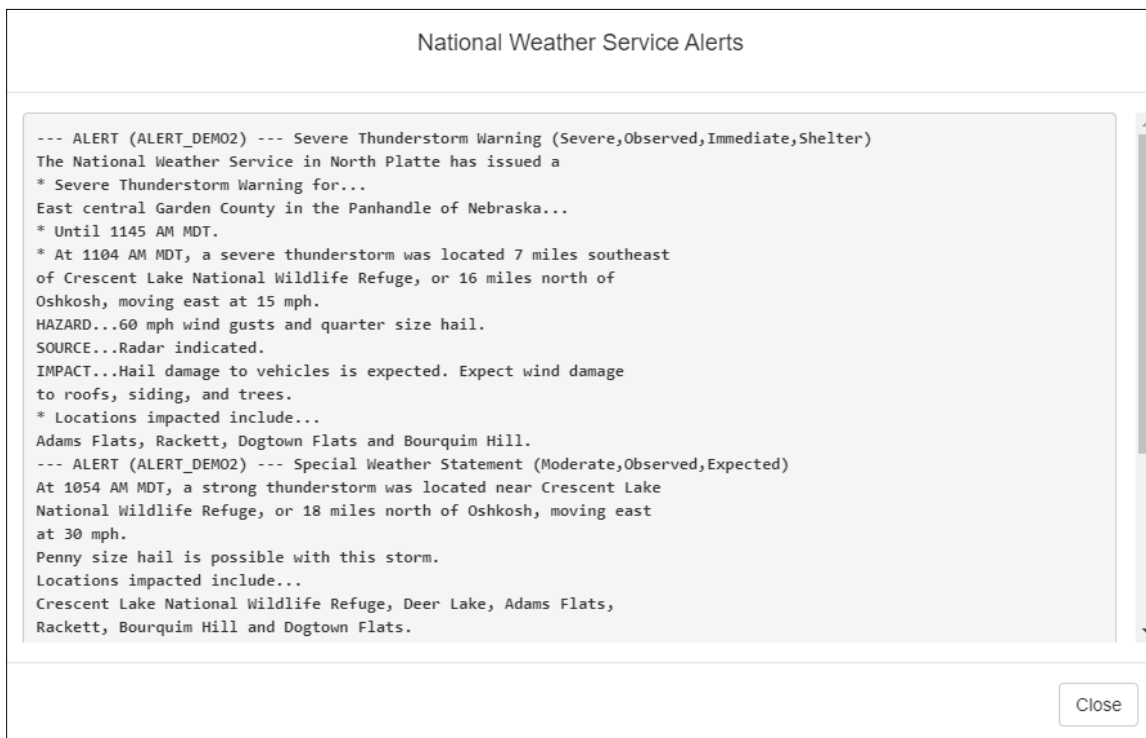 National Weather Service Alerts
--- ALERT (ALERT_DEMO2) --- Severe Thunderstorm Warning (Severe,Observed,Immediate,Shelter)
The National Weather Service in North Platte has issued a
* Severe Thunderstorm Warning for...
East central Garden County in the Panhandle of Nebraska...
* Until 1145 AM MDT.
* At 1104 AM MDT, a severe thunderstorm was located 7 miles southeast
of Crescent Lake National Wildlife Refuge, or 16 miles north of
Oshkosh, moving east at 15 mph.
HAZARD...60 mph wind gusts and quarter size hail.
SOURCE...Radar indicated.
IMPACT...Hail damage to vehicles is expected. Expect wind damage
to roofs, siding, and trees.
* Locations impacted include...
Adams Flats, Rackett, Dogtown Flats and Bourquim Hill.
--- ALERT (ALERT_DEMO2) --- Special Weather Statement (Moderate,Observed,Expected)
At 1054 AM MDT, a strong thunderstorm was located near Crescent Lake
National Wildlife Refuge, or 18 miles north of Oshkosh, moving east
at 30 mph.
Penny size hail is possible with this storm.
Locations impacted include...
Crescent Lake National Wildlife Refuge, Deer Lake, Adams Flats,
Rackett, Bourquim Hill and Dogtown Flats.
Close